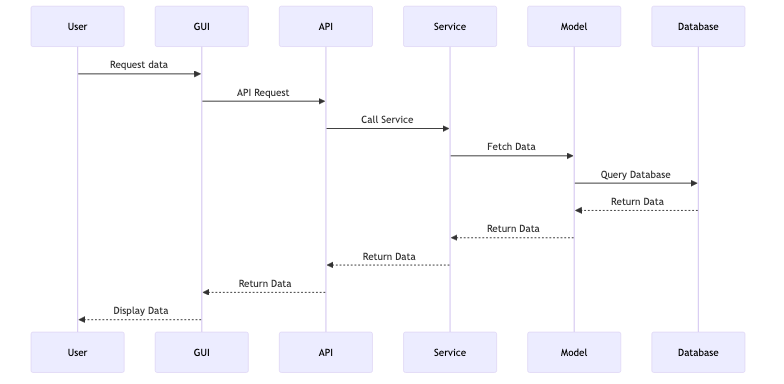 User GUI API Service Model Database
Request data
API Request
Call Service
Fetch Data
Query Database
Return Data
Return Data
Return Data
Return Data
Display Data
User GUI API Service Model Database